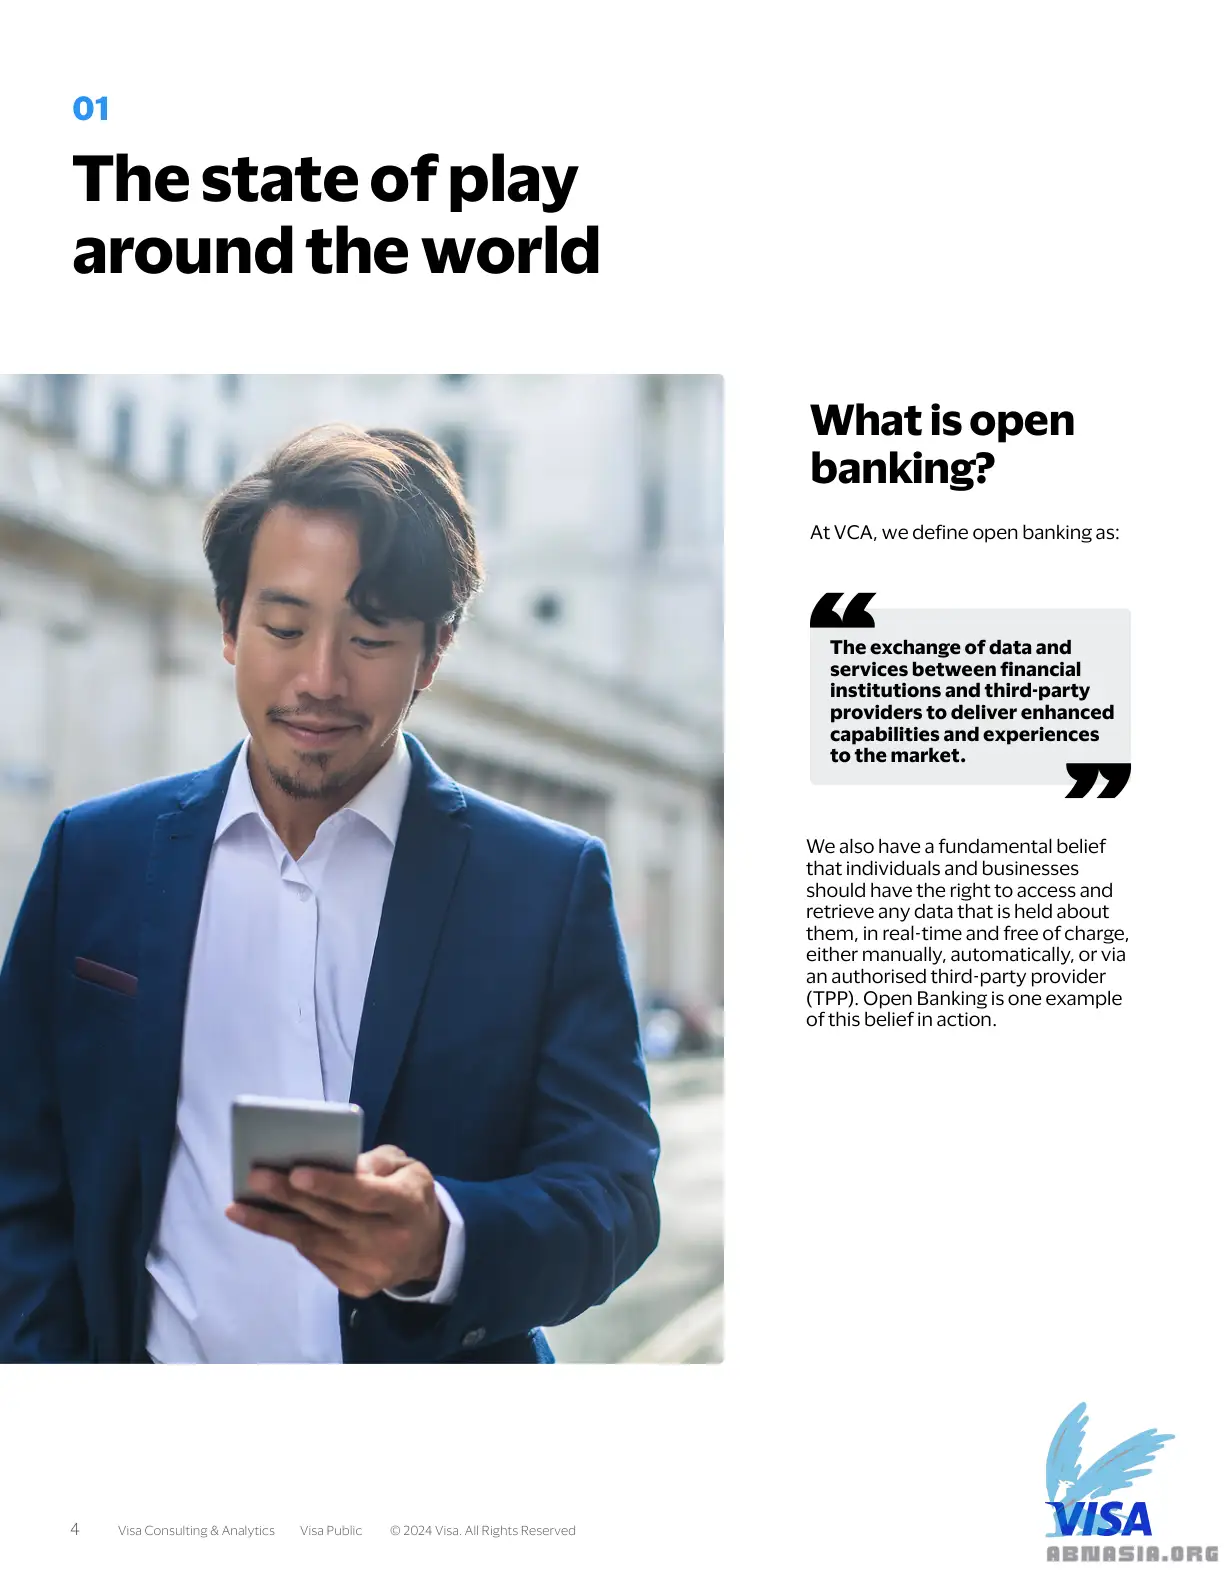 01
The state of play
around the world
What is open
banking?
At VCA, we define open banking as:
“
The exchange of data and
services between financial
institutions and third-party
providers to deliver enhanced
capabilities and experiences
to the market.
”
We also have a fundamental belief
that individuals and businesses
should have the right to access and
retrieve any data that is held about
them, in real-time and free of charge,
either manually, automatically, or via
an authorised third-party provider
(TPP). Open Banking is one example
of this belief in action.
4 Visa Consulting & Analytics Visa Public © 2024 Visa. All Rights Reserved
VISA
ABNASIA.ORG